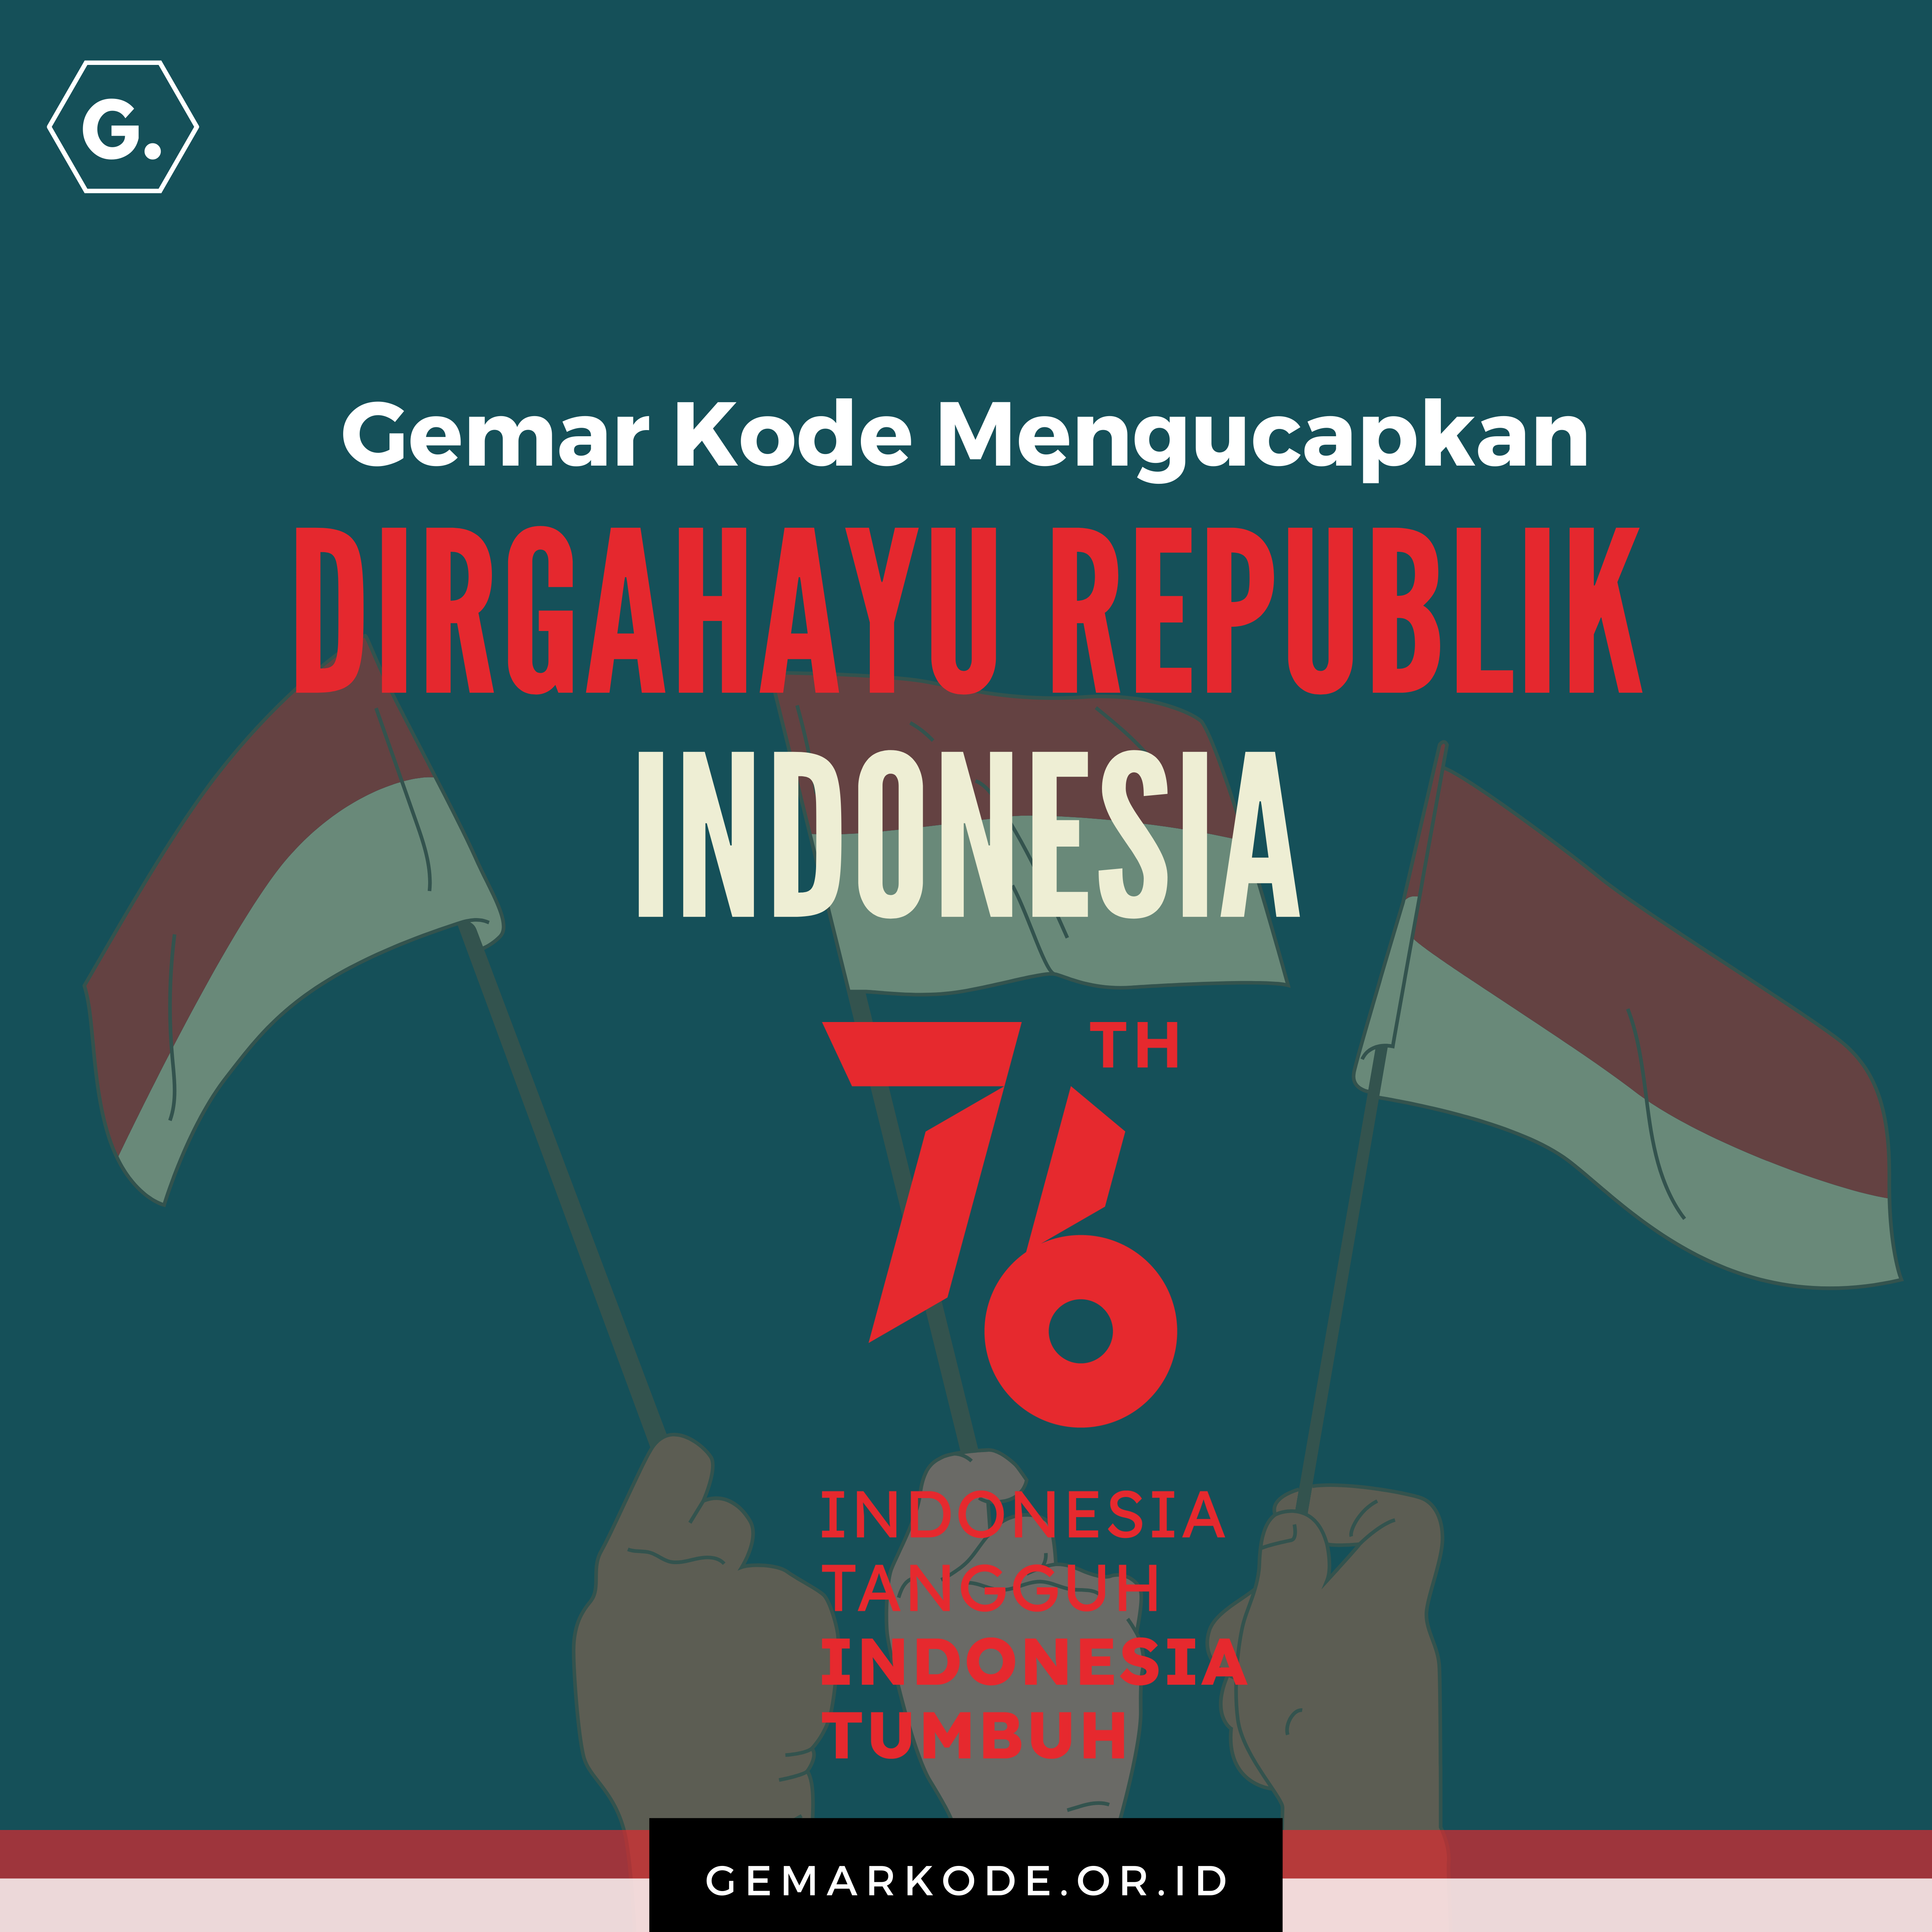 G.
Gemar Kode Mengucapkan
DIRGAHAYU REPUBLIK
INDONESIA
76 TH
INDONESIA
TANGGUH
INDONESIA
TUMBUH
GEMARKODE.OR.ID